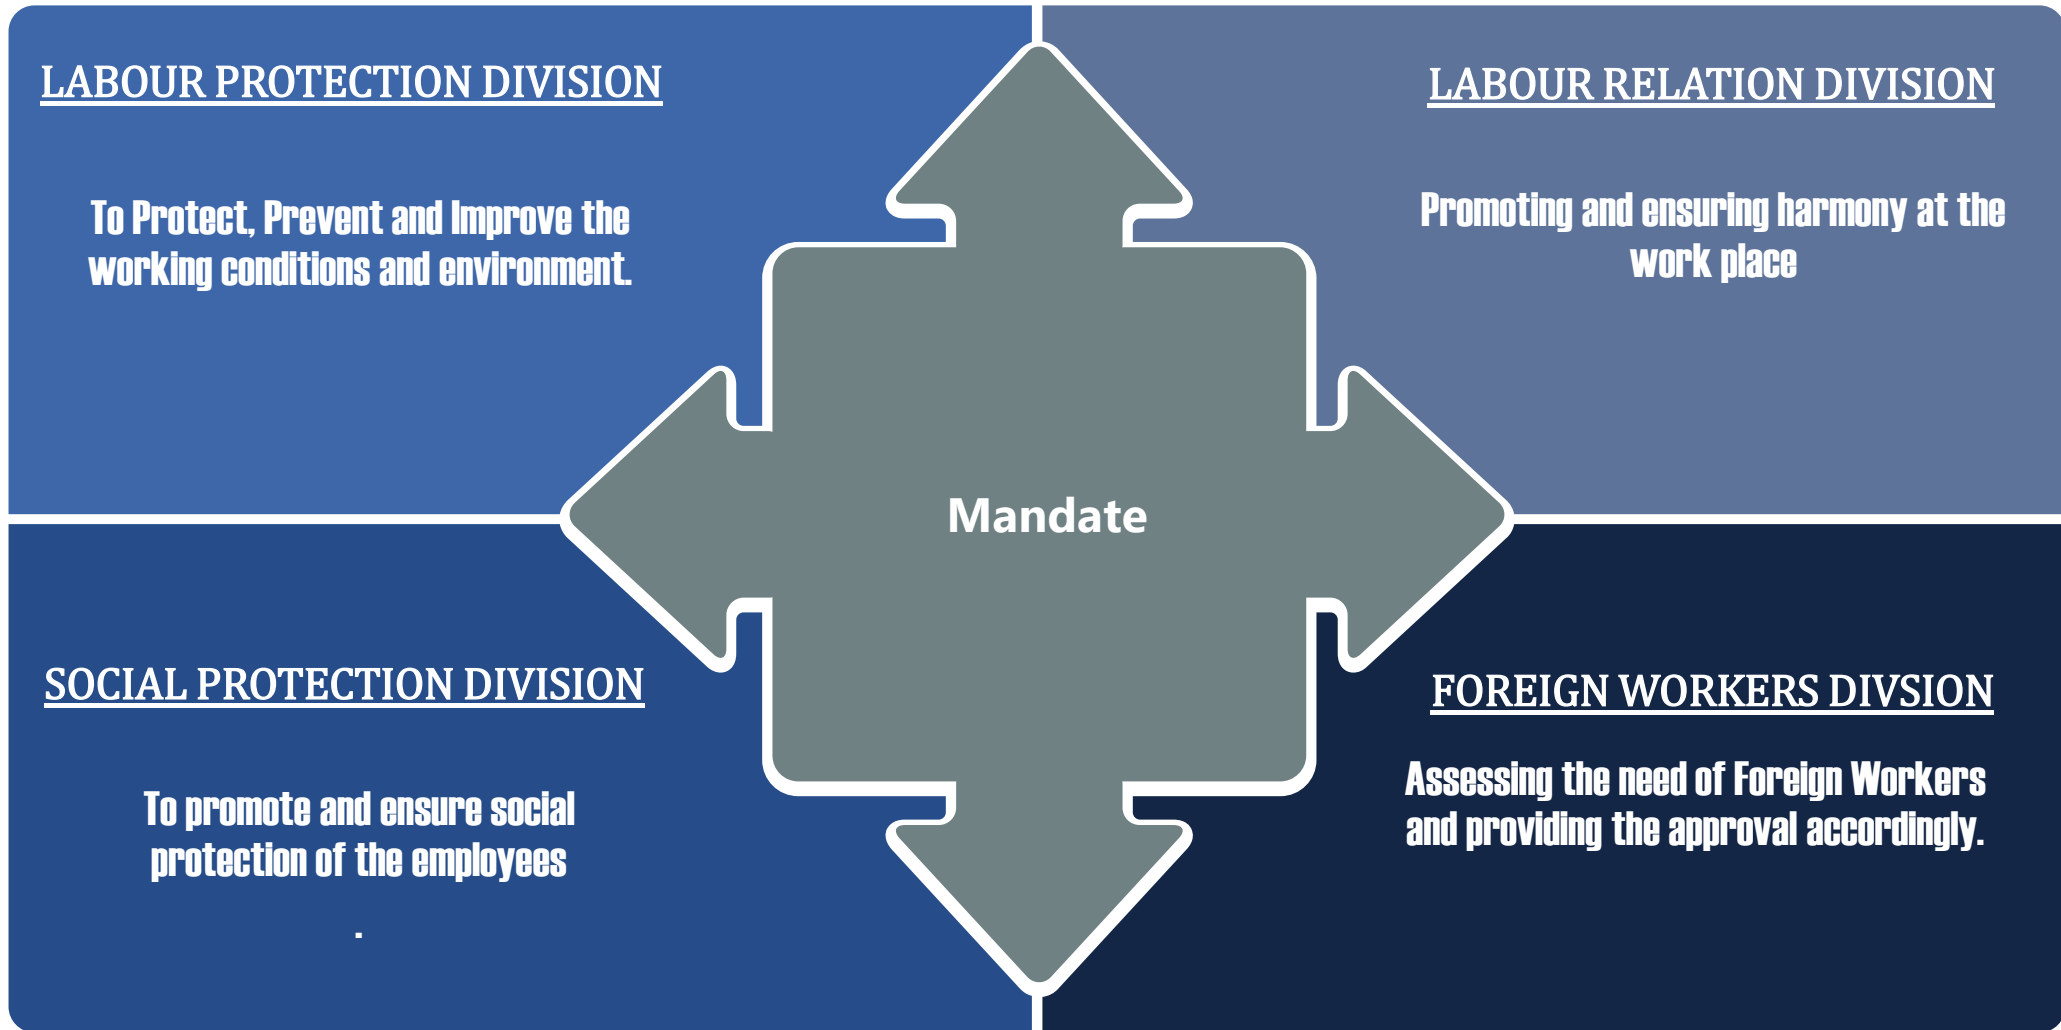 LABOUR PROTECTION DIVISION
To Protect, Prevent and Improve the
working conditions and environment.
LABOUR RELATION DIVISION
Promoting and ensuring harmony at the
work place
Mandate
SOCIAL PROTECTION DIVISION
To promote and ensure social
protection of the employees
.
FOREIGN WORKERS DIVSION
Assessing the need of Foreign Workers
and providing the approval accordingly.